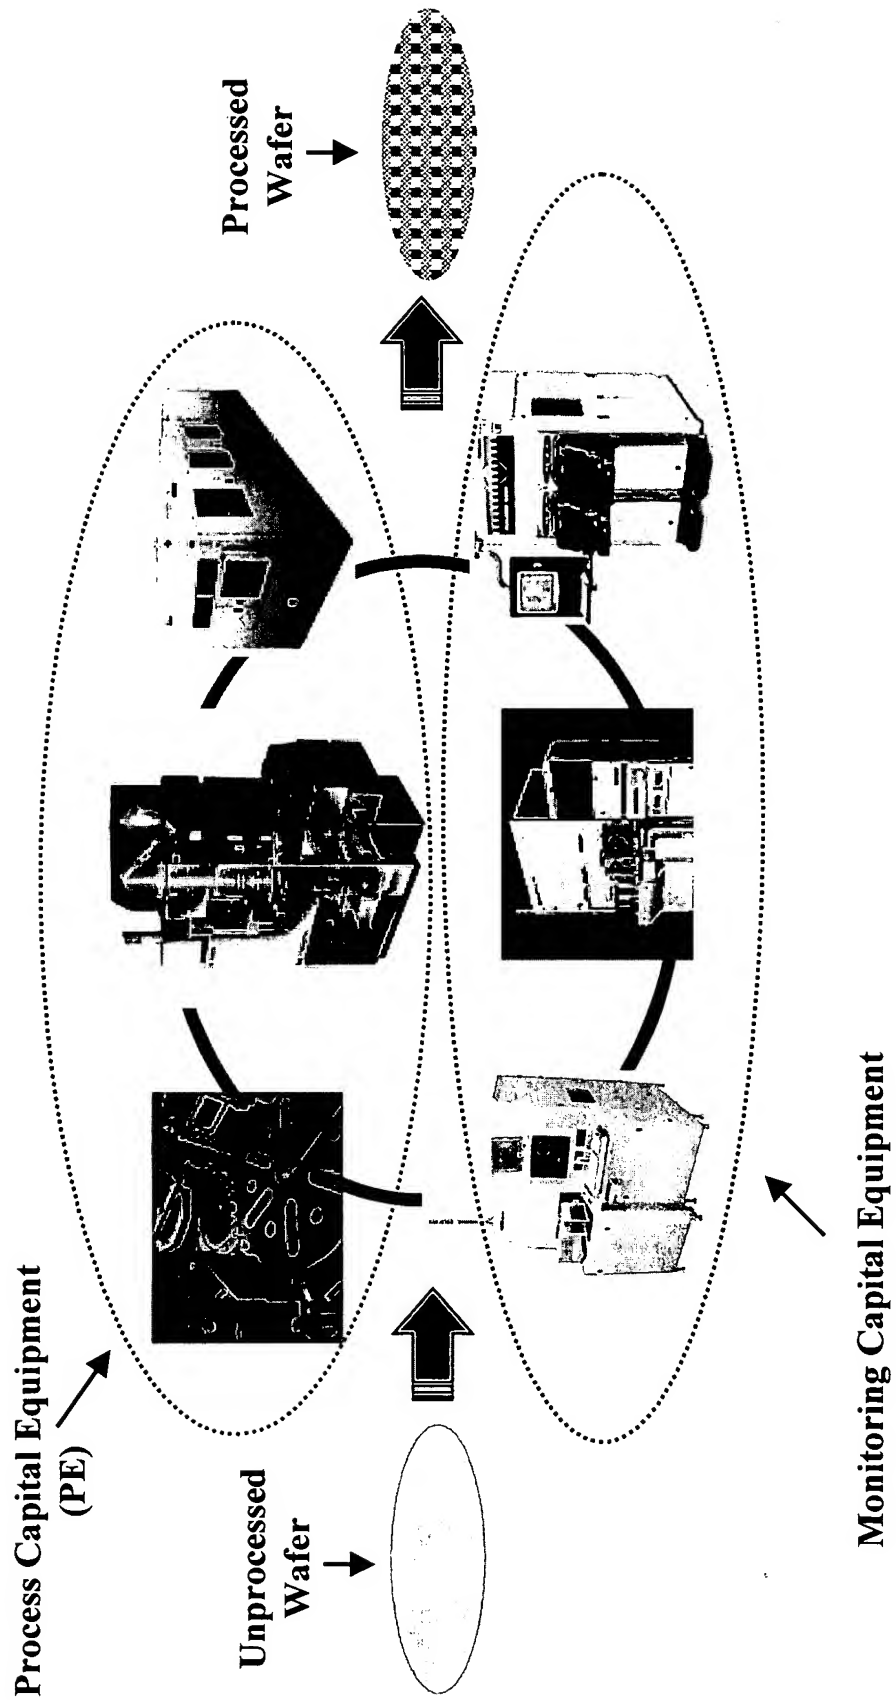 Process Capital Equipment
(PE)
Unprocessed
Wafer
Processed
Wafer
Monitoring Capital Equipment